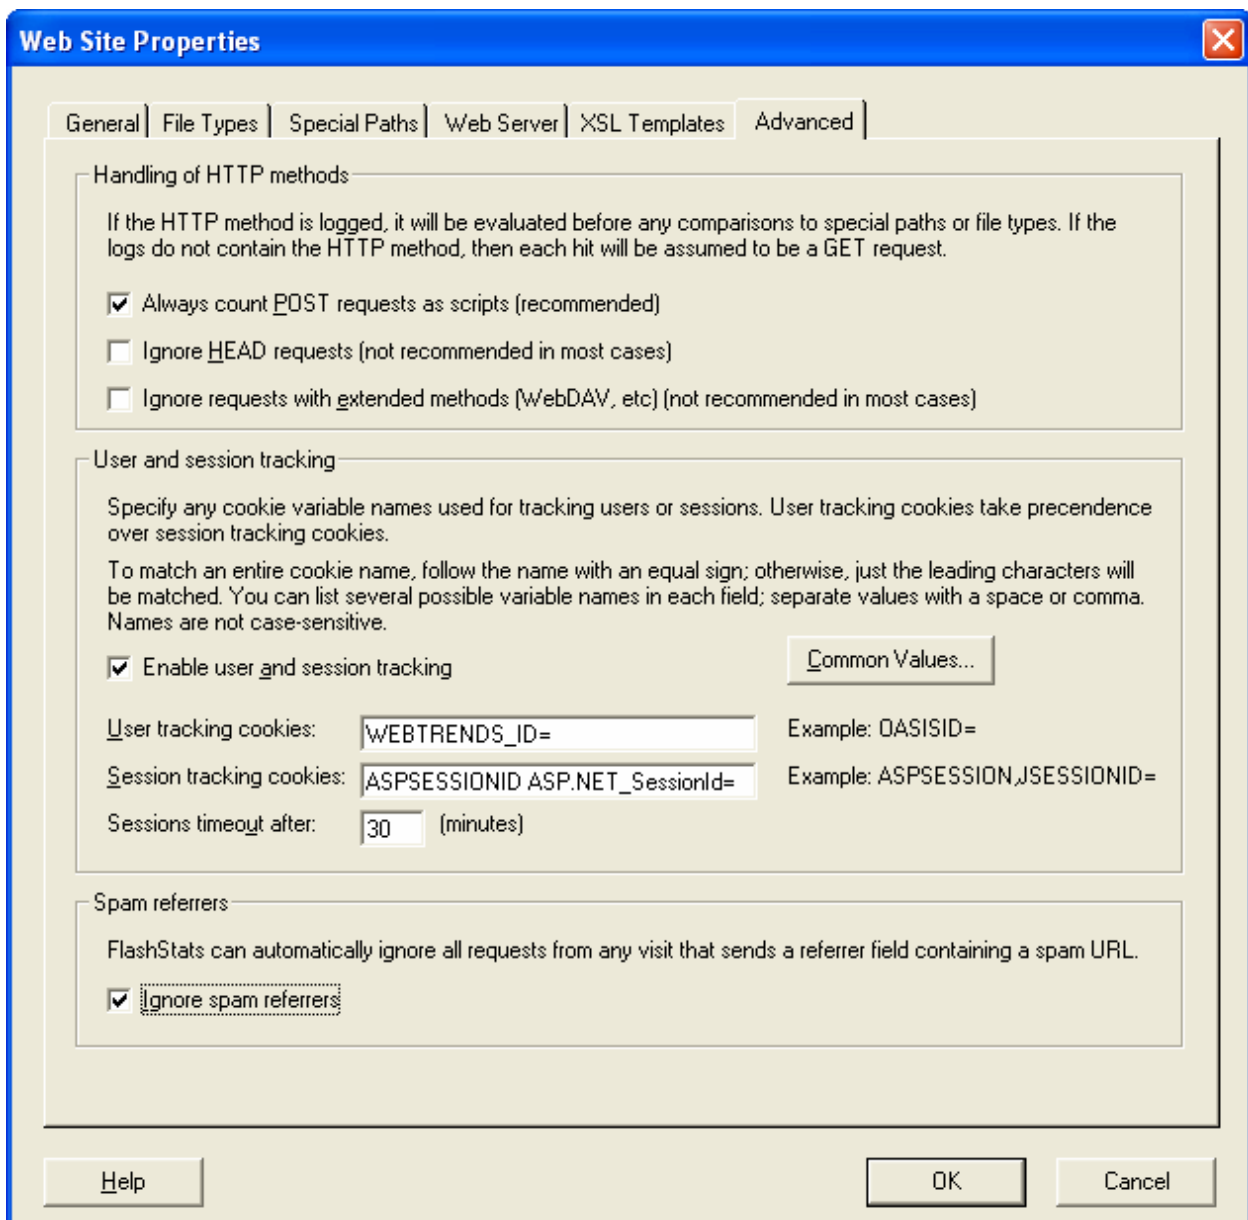 Web Site Properties
General File Types Special Paths Web Server XSL Templates Advanced
Handling of HTTP methods
If the HTTP method is logged, it will be evaluated before any comparisons to special paths or file types. If the
logs do not contain the HTTP method, then each hit will be assumed to be a GET request.
Always count POST requests as scripts (recommended)
Ignore HEAD requests (not recommended in most cases)
Ignore requests with extended methods (WebDAV, etc) (not recommended in most cases)
User and session tracking
Specify any cookie variable names used for tracking users or sessions. User tracking cookies take precendence
over session tracking cookies.
To match an entire cookie name, follow the name with an equal sign; otherwise, just the leading characters will
be matched. You can list several possible variable names in each field; separate values with a space or comma.
Names are not case-sensitive.
Enable user and session tracking Common Values...
User tracking cookies: WEBTRENDS_ID= Example: OASISID=
Session tracking cookies: ASPSESSIONID ASP.NET_SessionId= Example: ASPSESSION,JSESSIONID=
Sessions timeout after: 30 (minutes)
Spam referrers
FlashStats can automatically ignore all requests from any visit that sends a referrer field containing a spam URL.
Ignore spam referrers
Help OK Cancel